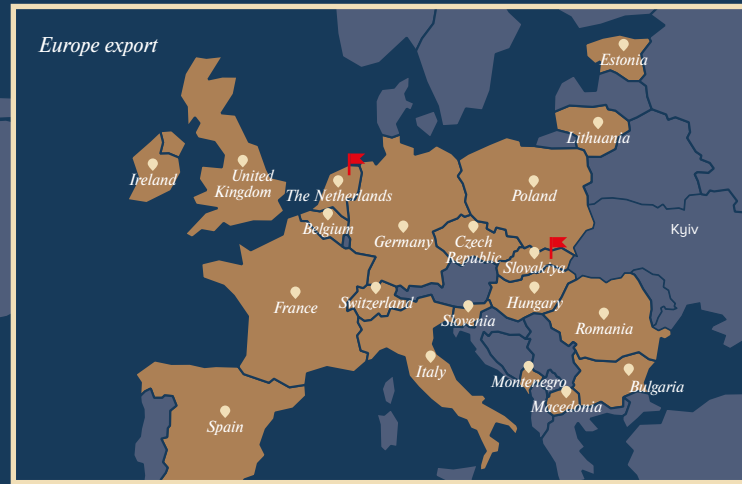 Europe export
Estonia
Lithuania
Ireland
United
Kingdom
The Netherlands
Poland
Belgium
Germany
Czech
Republic
Kyiv
Slovakiya
France
Switzerland
Hungary
Slovenia
Romania
Italy
Montenegro
Bulgaria
Macedonia
Spain